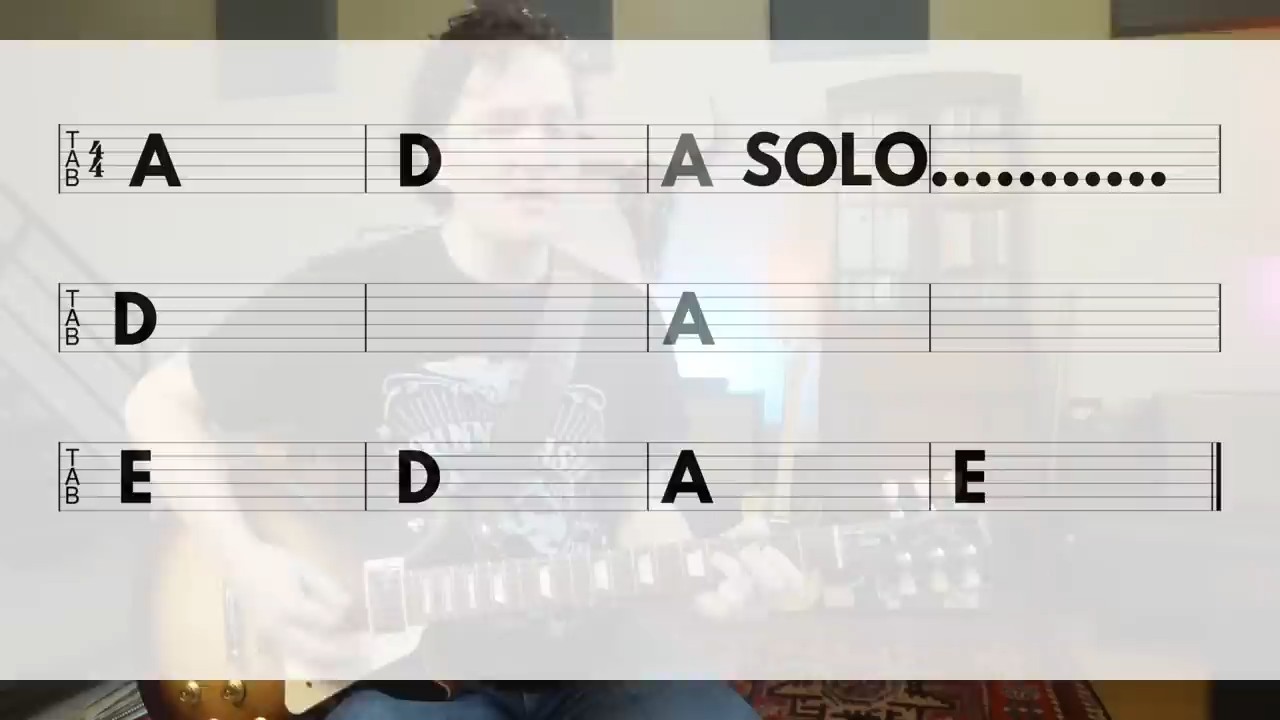 TAB 4/4 A D A SOLO...........
TAB D A
TAB E D A E